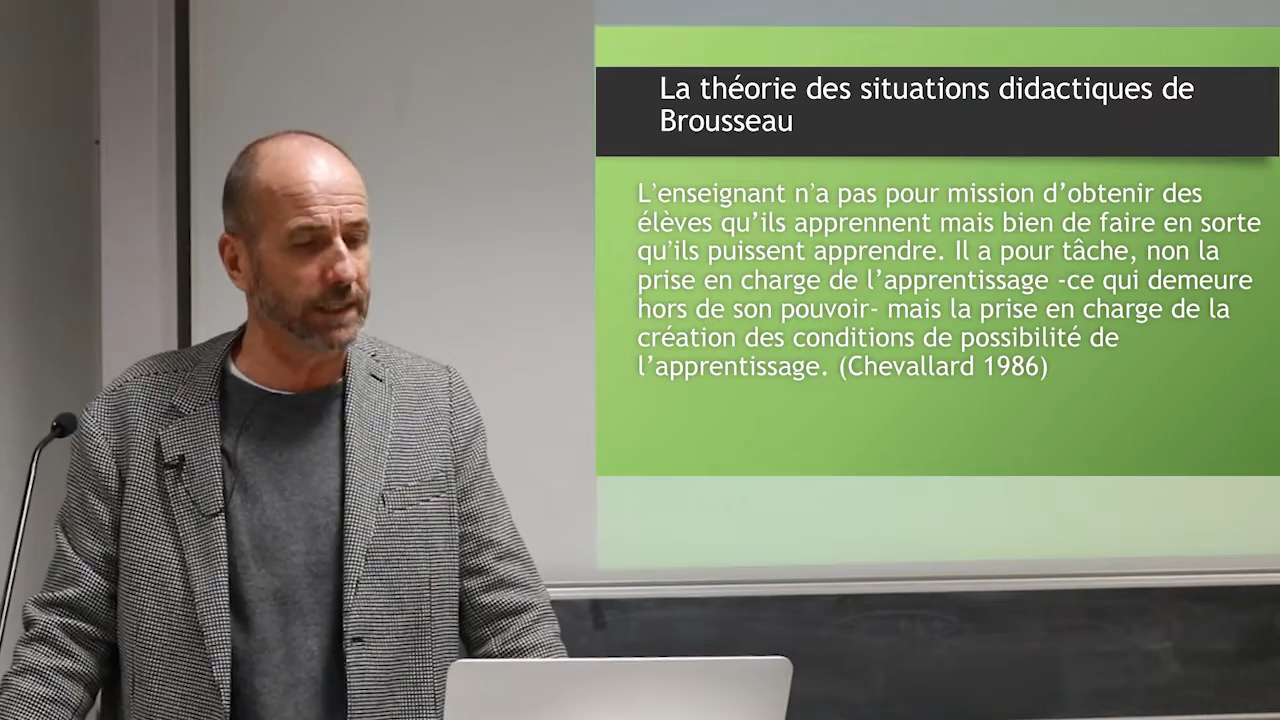 La théorie des situations didactiques de
Brousseau
L’enseignant n’a pas pour mission d’obtenir des
élèves qu’ils apprennent mais bien de faire en sorte
qu’ils puissent apprendre. Il a pour tâche, non la
prise en charge de l’apprentissage -ce qui demeure
hors de son pouvoir- mais la prise en charge de la
création des conditions de possibilité de
l’apprentissage. (Chevallard 1986)